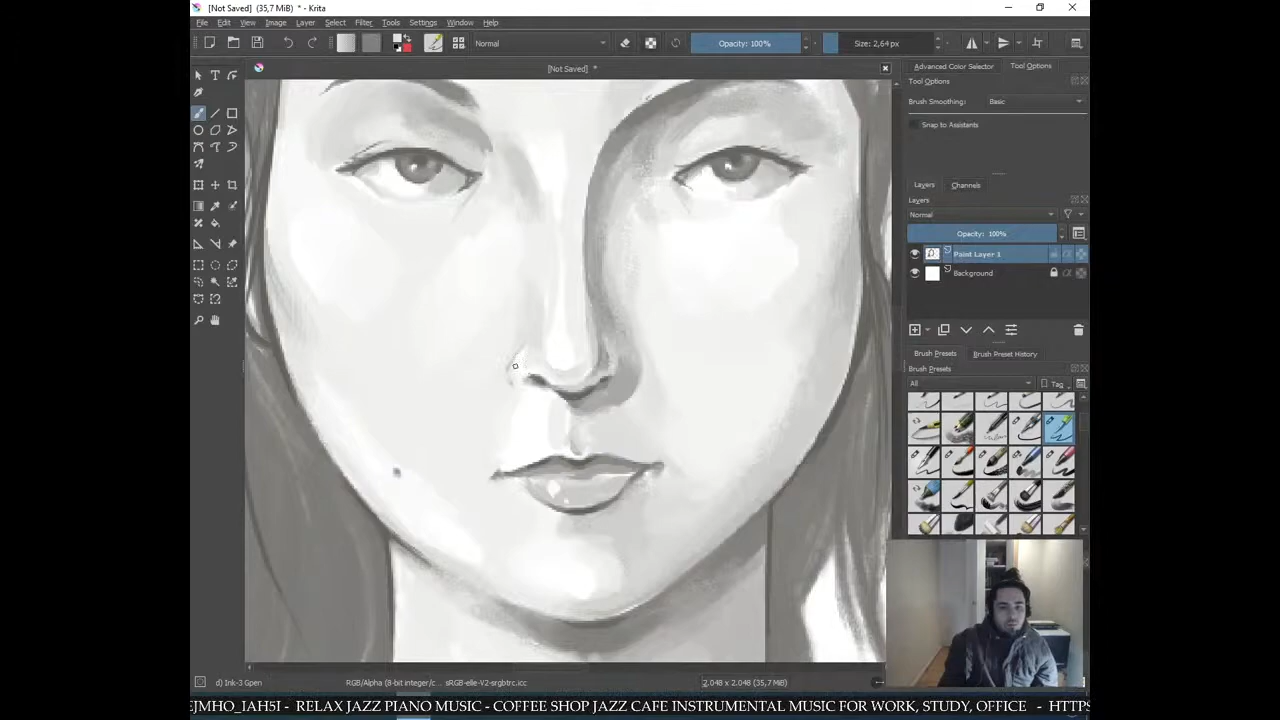 [Not Saved] (35,7 MiB) * - Krita
File Edit View Image Layer Select Filter Tools Settings Window Help
Normal Opacity: 100% Size: 2,64 px
[Not Saved] *
Advanced Color Selector Tool Options
Tool Options
Brush Smoothing: Basic
Snap to Assistants
Layers Channels
Layers
Normal
Opacity: 100%
Paint Layer 1
Background
Brush Presets Brush Preset History
Brush Presets
All Tag
d) Ink-3 Gpen RGB/Alpha (8-bit integer/c... sRGB-elle-V2-srgbtrc.icc 2.048 x 2.048 (35,7 MiB)
EJMHO_IAH5I - RELAX JAZZ PIANO MUSIC - COFFEE SHOP JAZZ CAFE INSTRUMENTAL MUSIC FOR WORK, STUDY, OFFICE - HTTPS